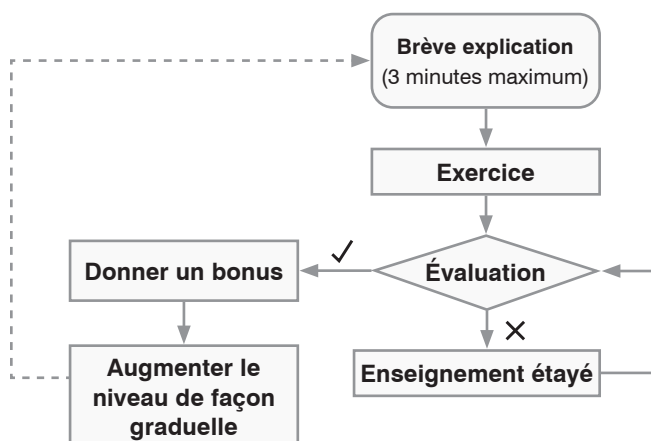 Brève explication
(3 minutes maximum)
Exercice
Donner un bonus
Évaluation
Augmenter le
niveau de façon
graduelle
Enseignement étayé